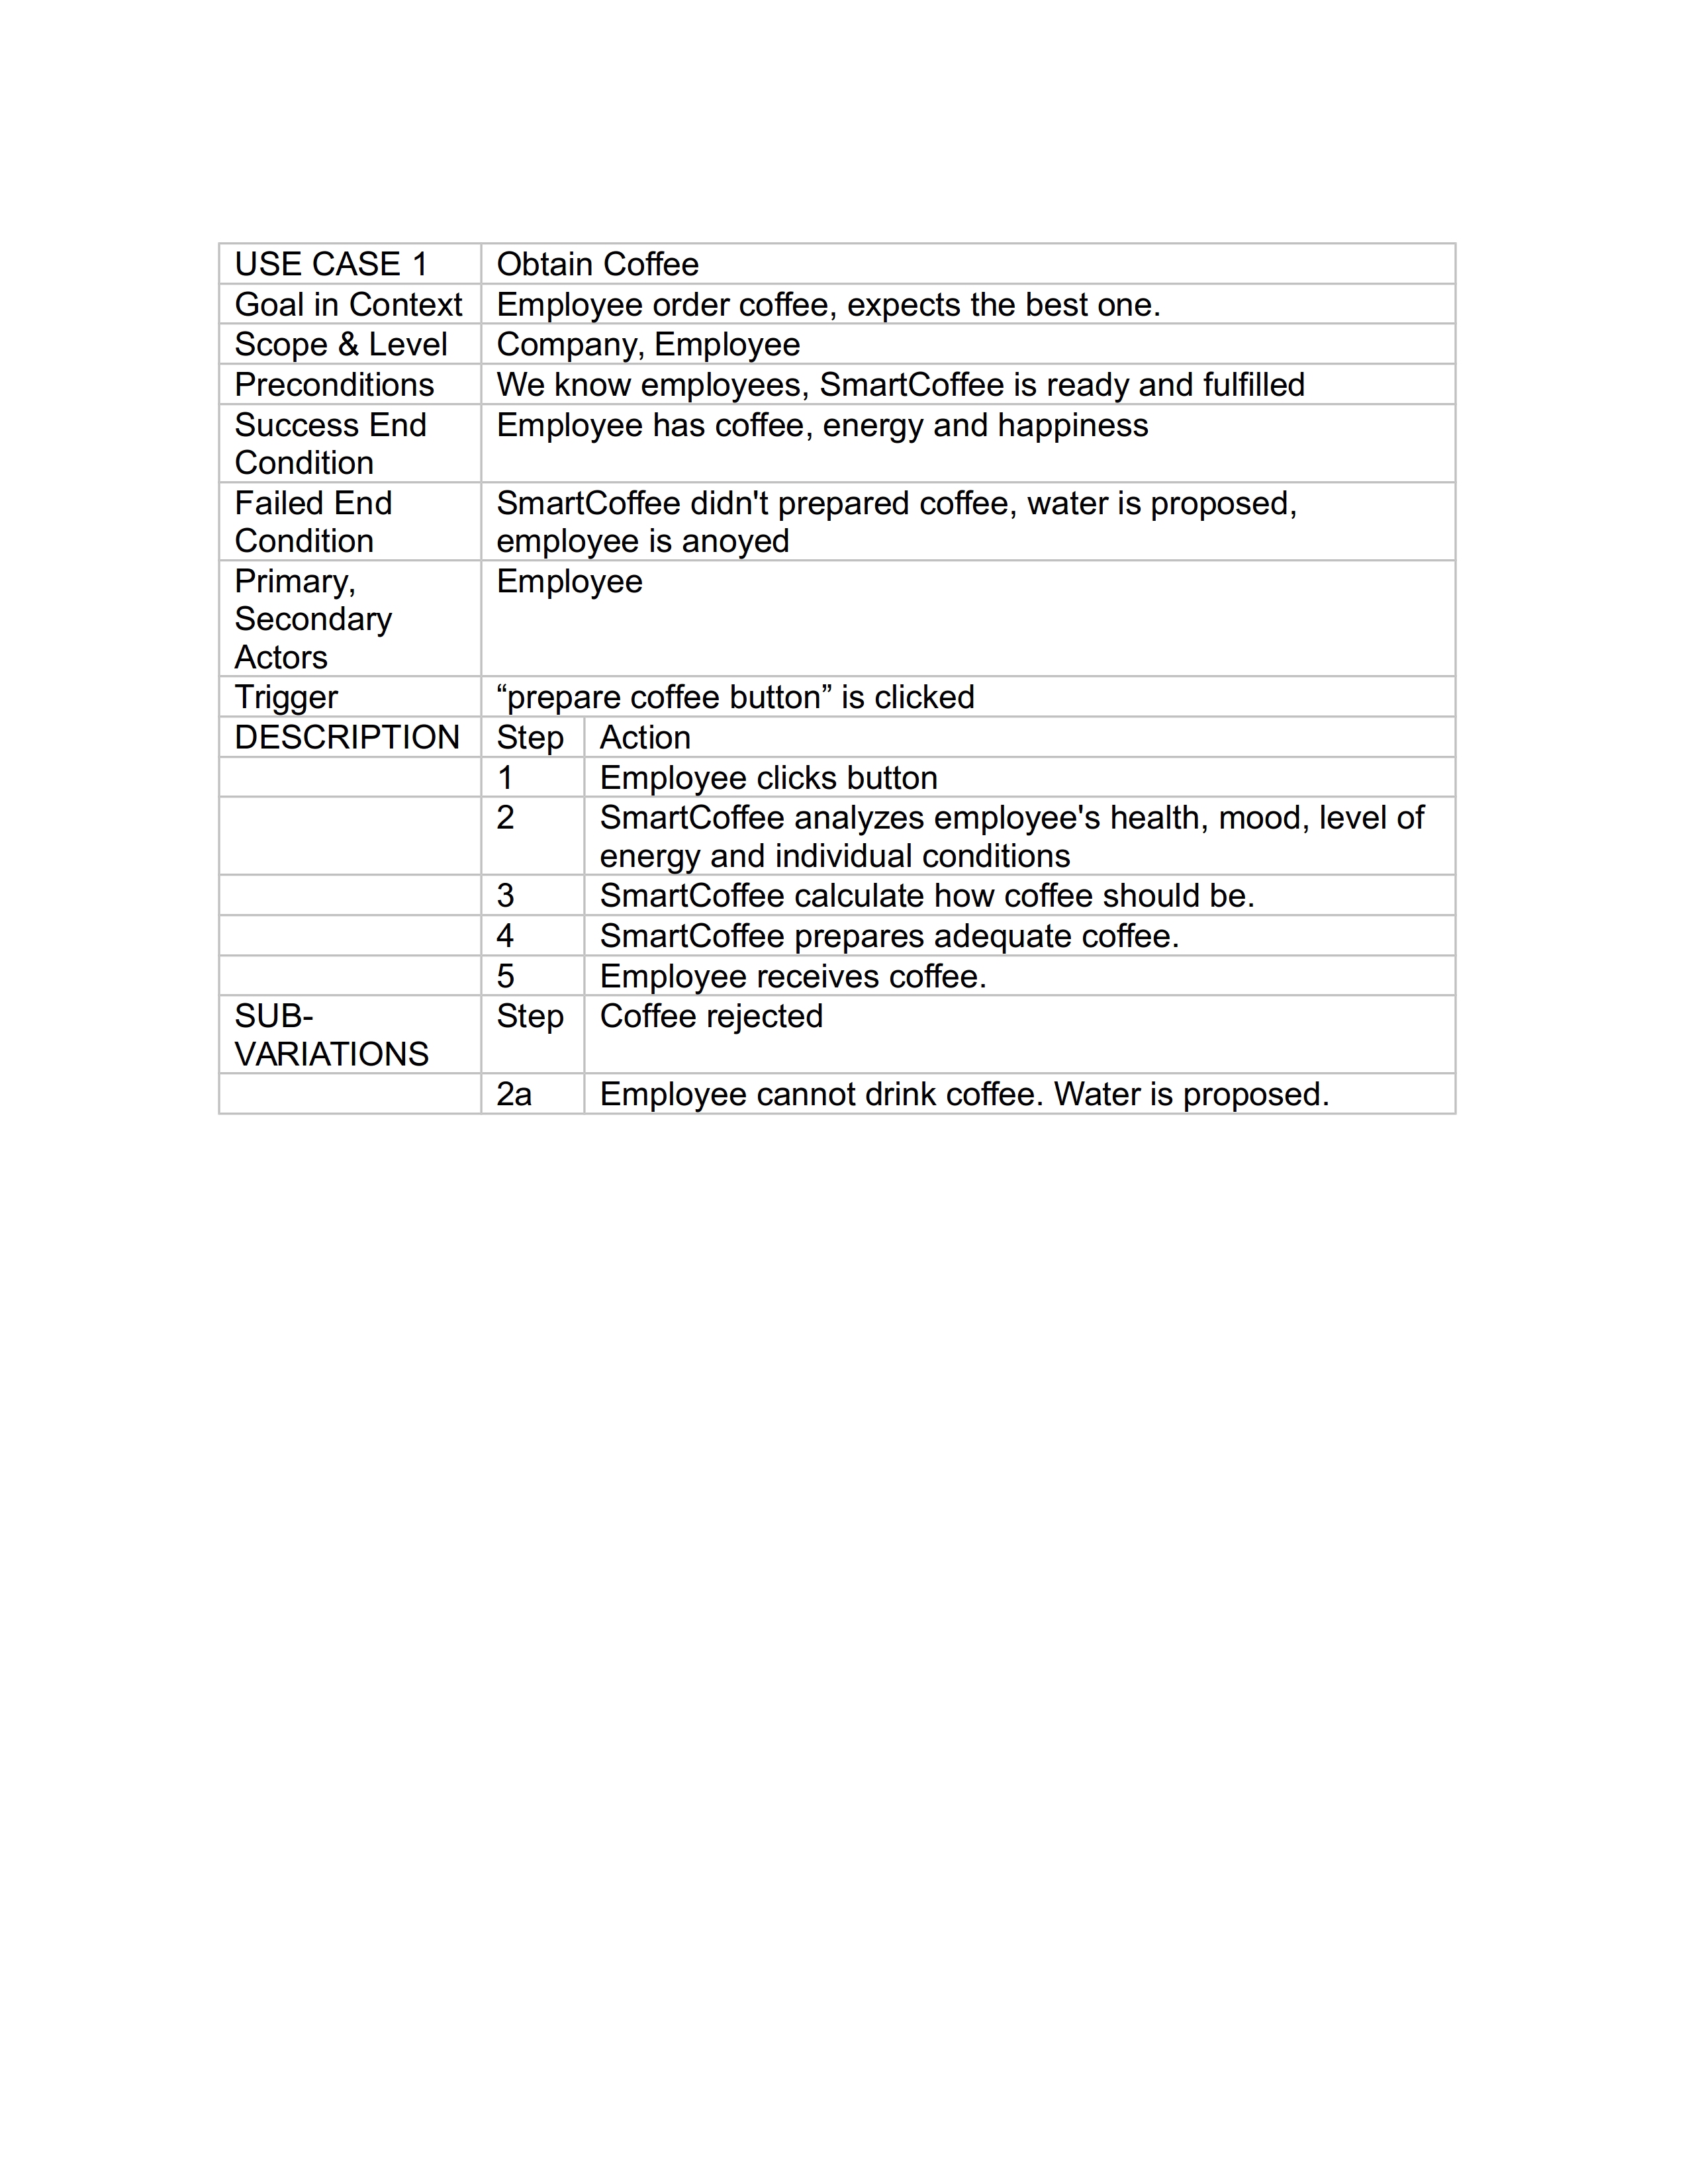 USE CASE 1 Obtain Coffee
Goal in Context Employee order coffee, expects the best one.
Scope & Level Company, Employee
Preconditions We know employees, SmartCoffee is ready and fulfilled
Success End Condition Employee has coffee, energy and happiness
Failed End Condition SmartCoffee didn't prepared coffee, water is proposed,
employee is anoyed
Primary,
Secondary
Actors
Employee
Trigger “prepare coffee button” is clicked
DESCRIPTION Step Action
1 Employee clicks button
2 SmartCoffee analyzes employee's health, mood, level of
energy and individual conditions
3 SmartCoffee calculate how coffee should be.
4 SmartCoffee prepares adequate coffee.
5 Employee receives coffee.
SUB-
VARIATIONS
Step Coffee rejected
2a Employee cannot drink coffee. Water is proposed.